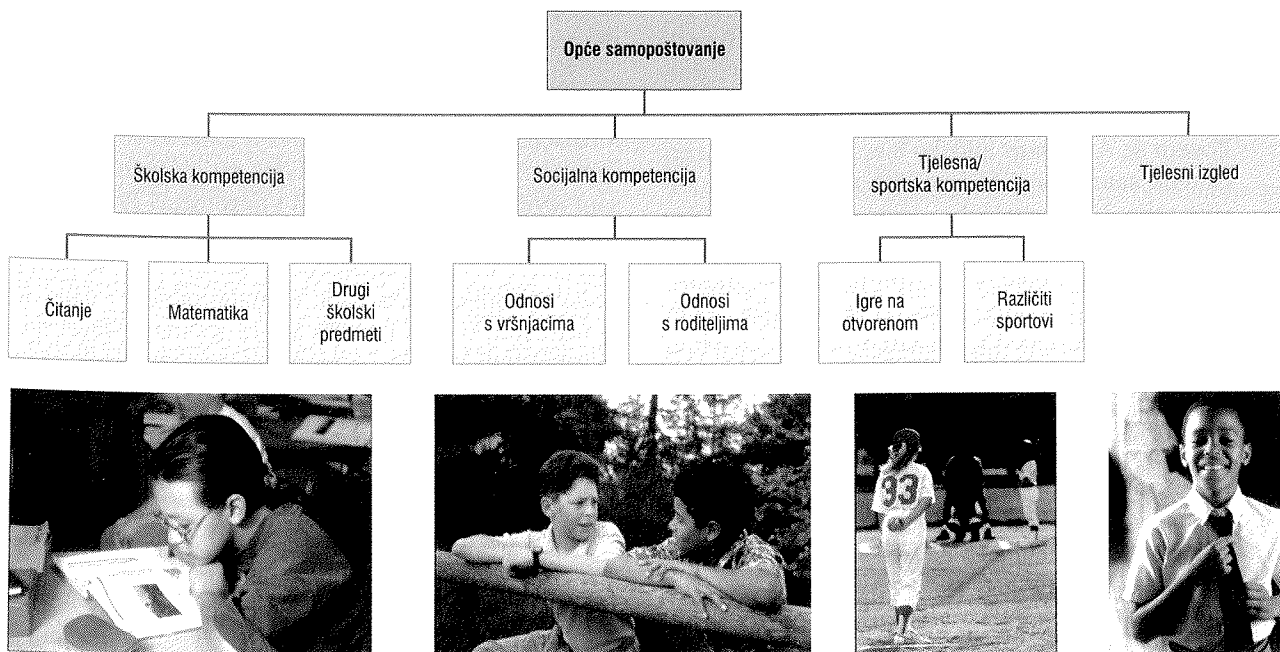 Opće samopoštovanje
Školska kompetencija
Socijalna kompetencija
Tjelesna/
sportska kompetencija
Tjelesni izgled
Čitanje
Matematika
Drugi
školski
predmeti
Odnosi
s vršnjacima
Odnosi
s roditeljima
Igre na
otvorenom
Različiti
sportovi
93